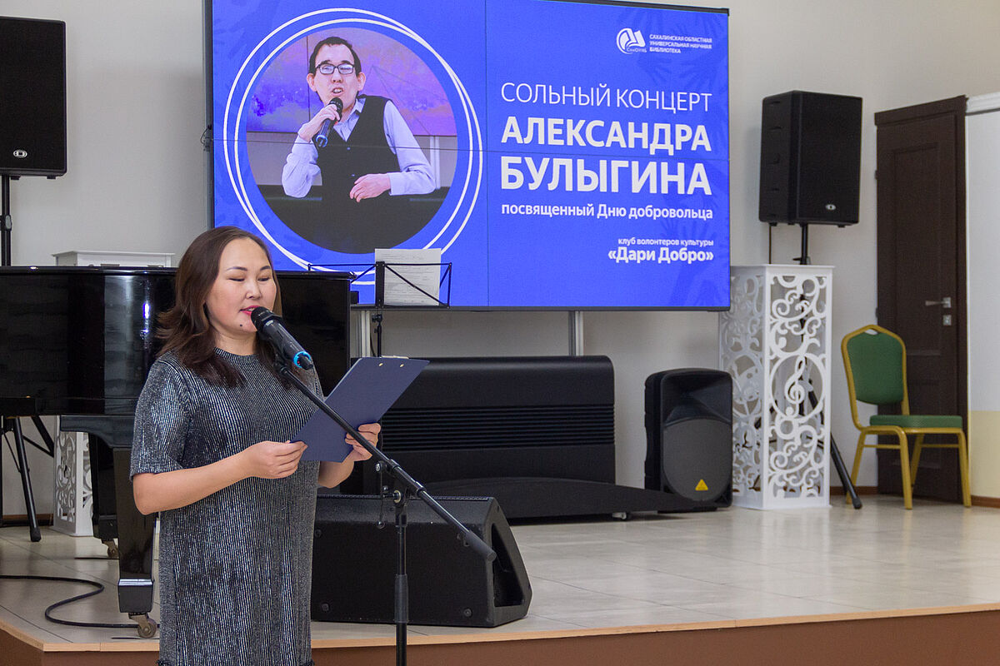 САХАЛИНСКАЯ ОБЛАСТНАЯ
УНИВЕРСАЛЬНАЯ НАУЧНАЯ
БИБЛИОТЕКА
СОЛЬНЫЙ КОНЦЕРТ
АЛЕКСАНДРА
БУЛЫГИНА
посвященный Дню добровольца
клуб волонтеров культуры
«Дари Добро»